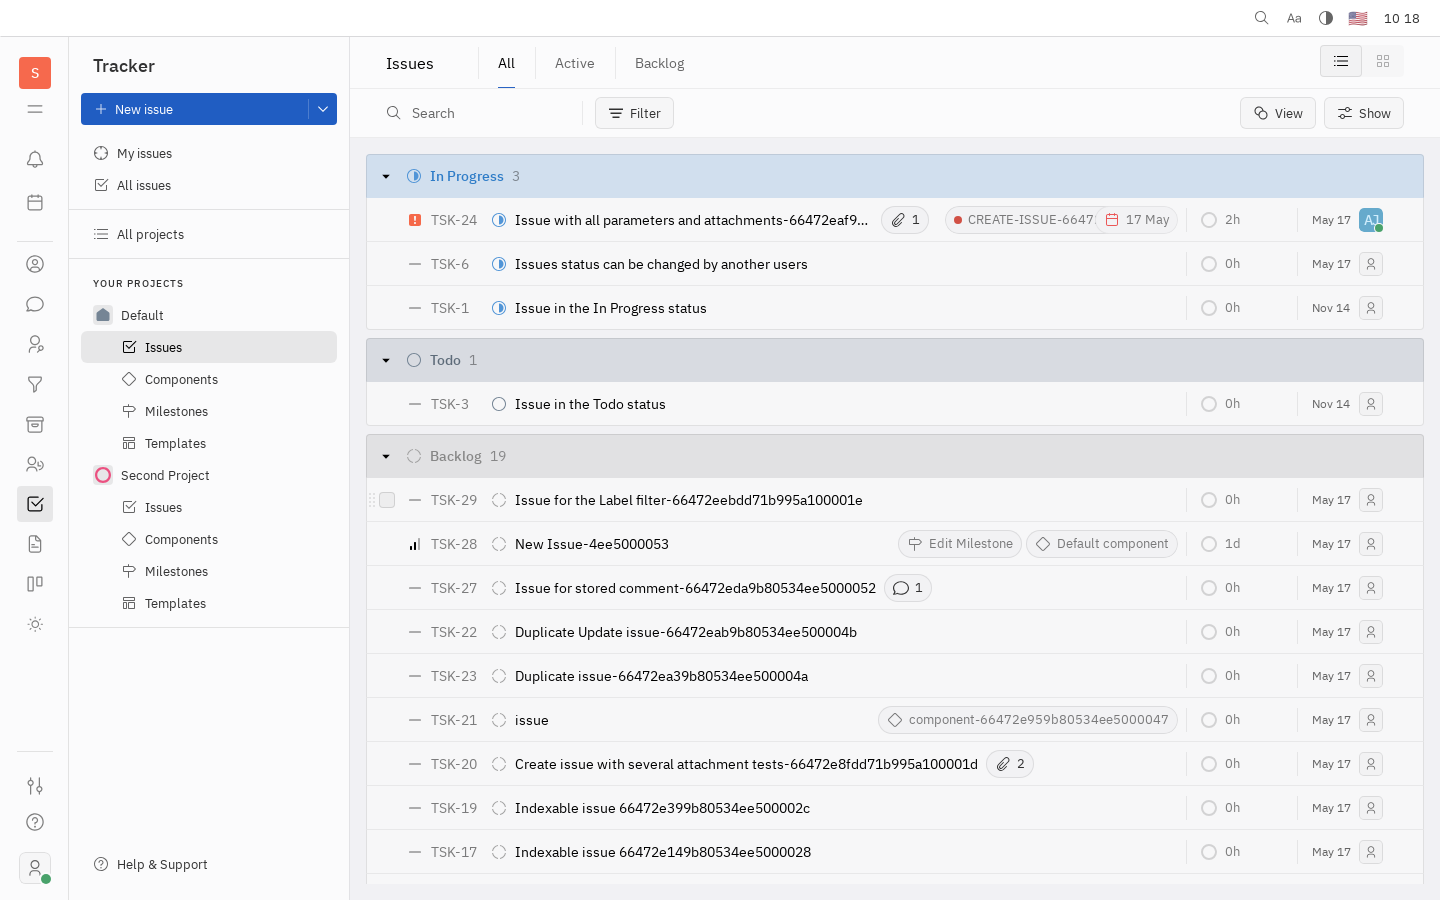 Aa 10 18
S
Tracker
New issue
My issues
All issues
All projects
YOUR PROJECTS
Default
Issues
Components
Milestones
Templates
Second Project
Issues
Components
Milestones
Templates
Help & Support
Issues All Active Backlog
Search Filter View Show
In Progress 3
TSK-24 Issue with all parameters and attachments-66472eaf9... 1 CREATE-ISSUE-6647 17 May 2h May 17
TSK-6 Issues status can be changed by another users 0h May 17
TSK-1 Issue in the In Progress status 0h Nov 14
Todo 1
TSK-3 Issue in the Todo status 0h Nov 14
Backlog 19
TSK-29 Issue for the Label filter-66472eebdd71b995a100001e 0h May 17
TSK-28 New Issue-4ee5000053 Edit Milestone Default component 1d May 17
TSK-27 Issue for stored comment-66472eda9b80534ee5000052 1 0h May 17
TSK-22 Duplicate Update issue-66472eab9b80534ee500004b 0h May 17
TSK-23 Duplicate issue-66472ea39b80534ee500004a 0h May 17
TSK-21 issue component-66472e959b80534ee5000047 0h May 17
TSK-20 Create issue with several attachment tests-66472e8fdd71b995a100001d 2 0h May 17
TSK-19 Indexable issue 66472e399b80534ee500002c 0h May 17
TSK-17 Indexable issue 66472e149b80534ee5000028 0h May 17